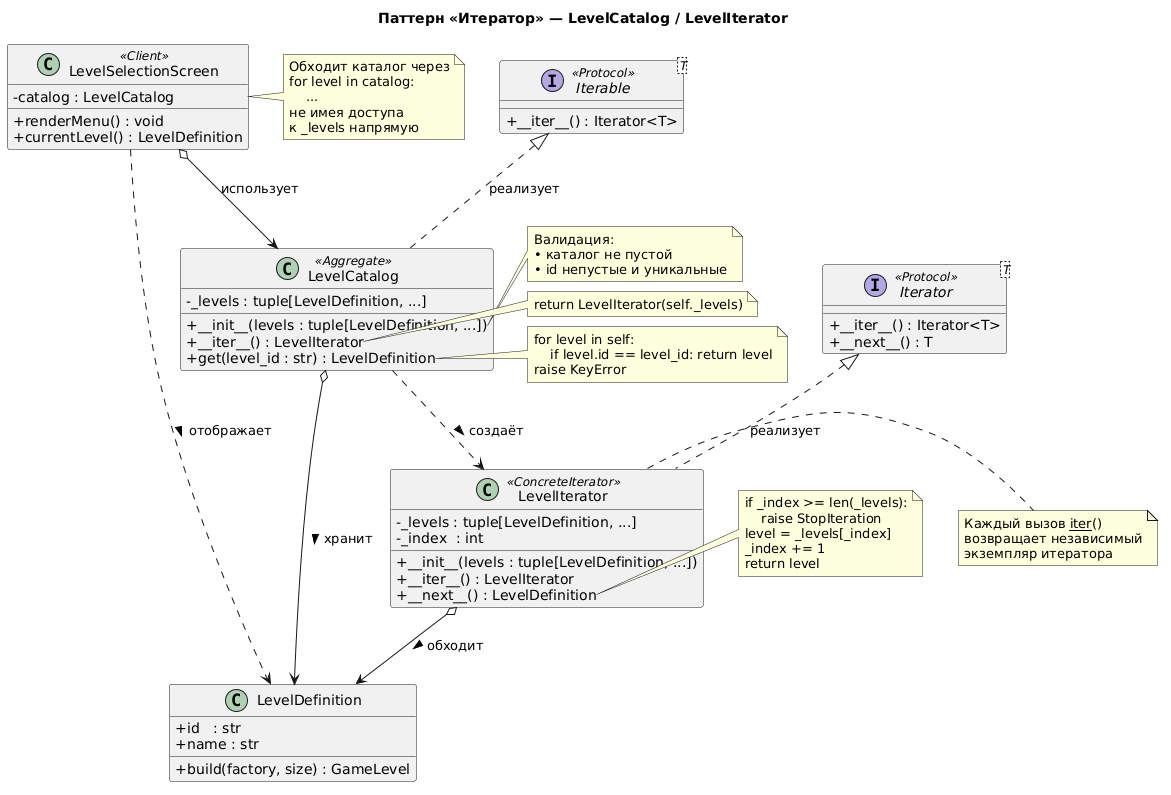 Паттерн «Итератор» — LevelCatalog / LevelIterator
«Client»
LevelSelectionScreen
-catalog : LevelCatalog
+renderMenu() : void
+currentLevel() : LevelDefinition
Обходит каталог через
for level in catalog:
...
не имея доступа
к _levels напрямую
T
«Protocol»
Iterable
+__iter__() : Iterator<T>
использует
реализует
«Aggregate»
LevelCatalog
-_levels : tuple[LevelDefinition, ...]
+__init__(levels : tuple[LevelDefinition, ...])
+__iter__() : LevelIterator
+get(level_id : str) : LevelDefinition
Валидация:
• каталог не пустой
• id непустые и уникальные
return LevelIterator(self._levels)
for level in self:
if level.id == level_id: return level
raise KeyError
T
«Protocol»
Iterator
+__iter__() : Iterator<T>
+__next__() : T
отображает
создаёт
реализует
«ConcreteIterator»
LevelIterator
-_levels : tuple[LevelDefinition, ...]
-_index : int
+__init__(levels : tuple[LevelDefinition, ...])
+__iter__() : LevelIterator
+__next__() : LevelDefinition
if _index >= len(_levels):
raise StopIteration
level = _levels[_index]
_index += 1
return level
Каждый вызов iter()
возвращает независимый
экземпляр итератора
хранит
обходит
LevelDefinition
+id : str
+name : str
+build(factory, size) : GameLevel